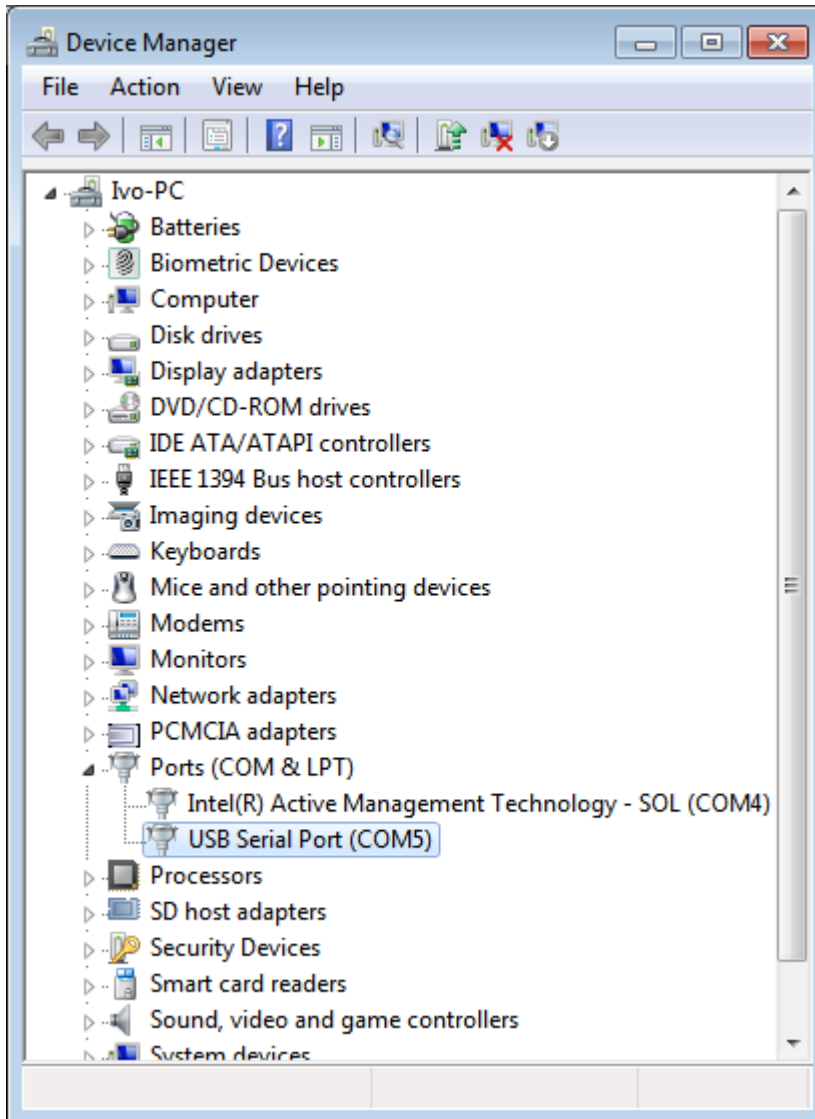 Device Manager
File Action View Help
Ivo-PC
Batteries
Biometric Devices
Computer
Disk drives
Display adapters
DVD/CD-ROM drives
IDE ATA/ATAPI controllers
IEEE 1394 Bus host controllers
Imaging devices
Keyboards
Mice and other pointing devices
Modems
Monitors
Network adapters
PCMCIA adapters
Ports (COM & LPT)
Intel(R) Active Management Technology - SOL (COM4)
USB Serial Port (COM5)
Processors
SD host adapters
Security Devices
Smart card readers
Sound, video and game controllers
System devices